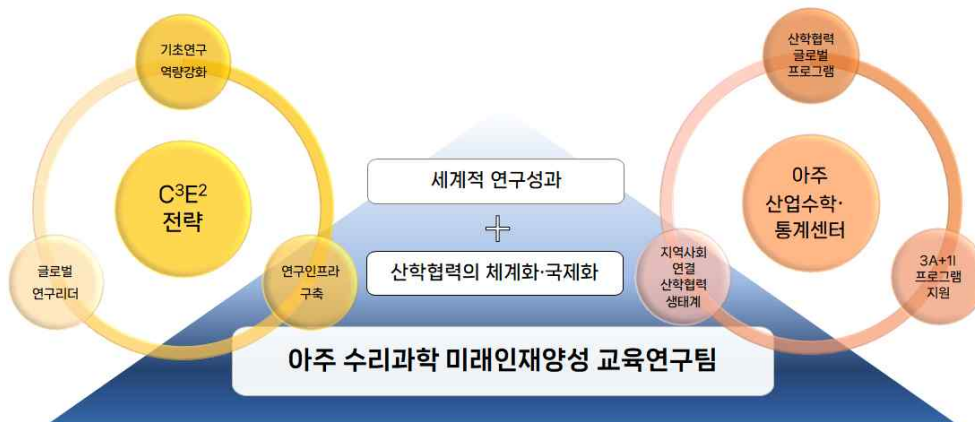 기초연구
역량강화
C³E²
전략
글로벌
연구리더
연구인프라
구축
세계적 연구성과
+
산학협력의 체계화·국제화
아주 수리과학 미래인재양성 교육연구팀
산학협력
글로벌
프로그램
아주
산업수학·
통계센터
지역사회
연결
산학협력
생태계
3A+1I
프로그램
지원